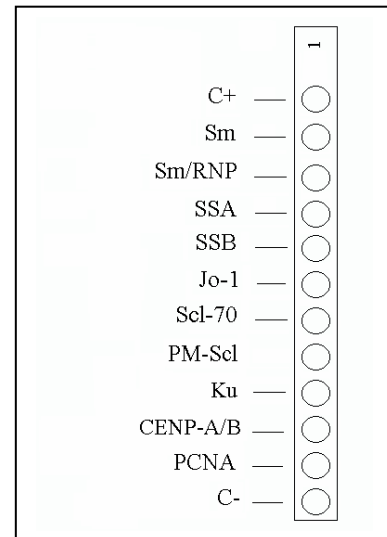 1
C+
Sm
Sm/RNP
SSA
SSB
Jo-1
Scl-70
PM-Scl
Ku
CENP-A/B
PCNA
C-